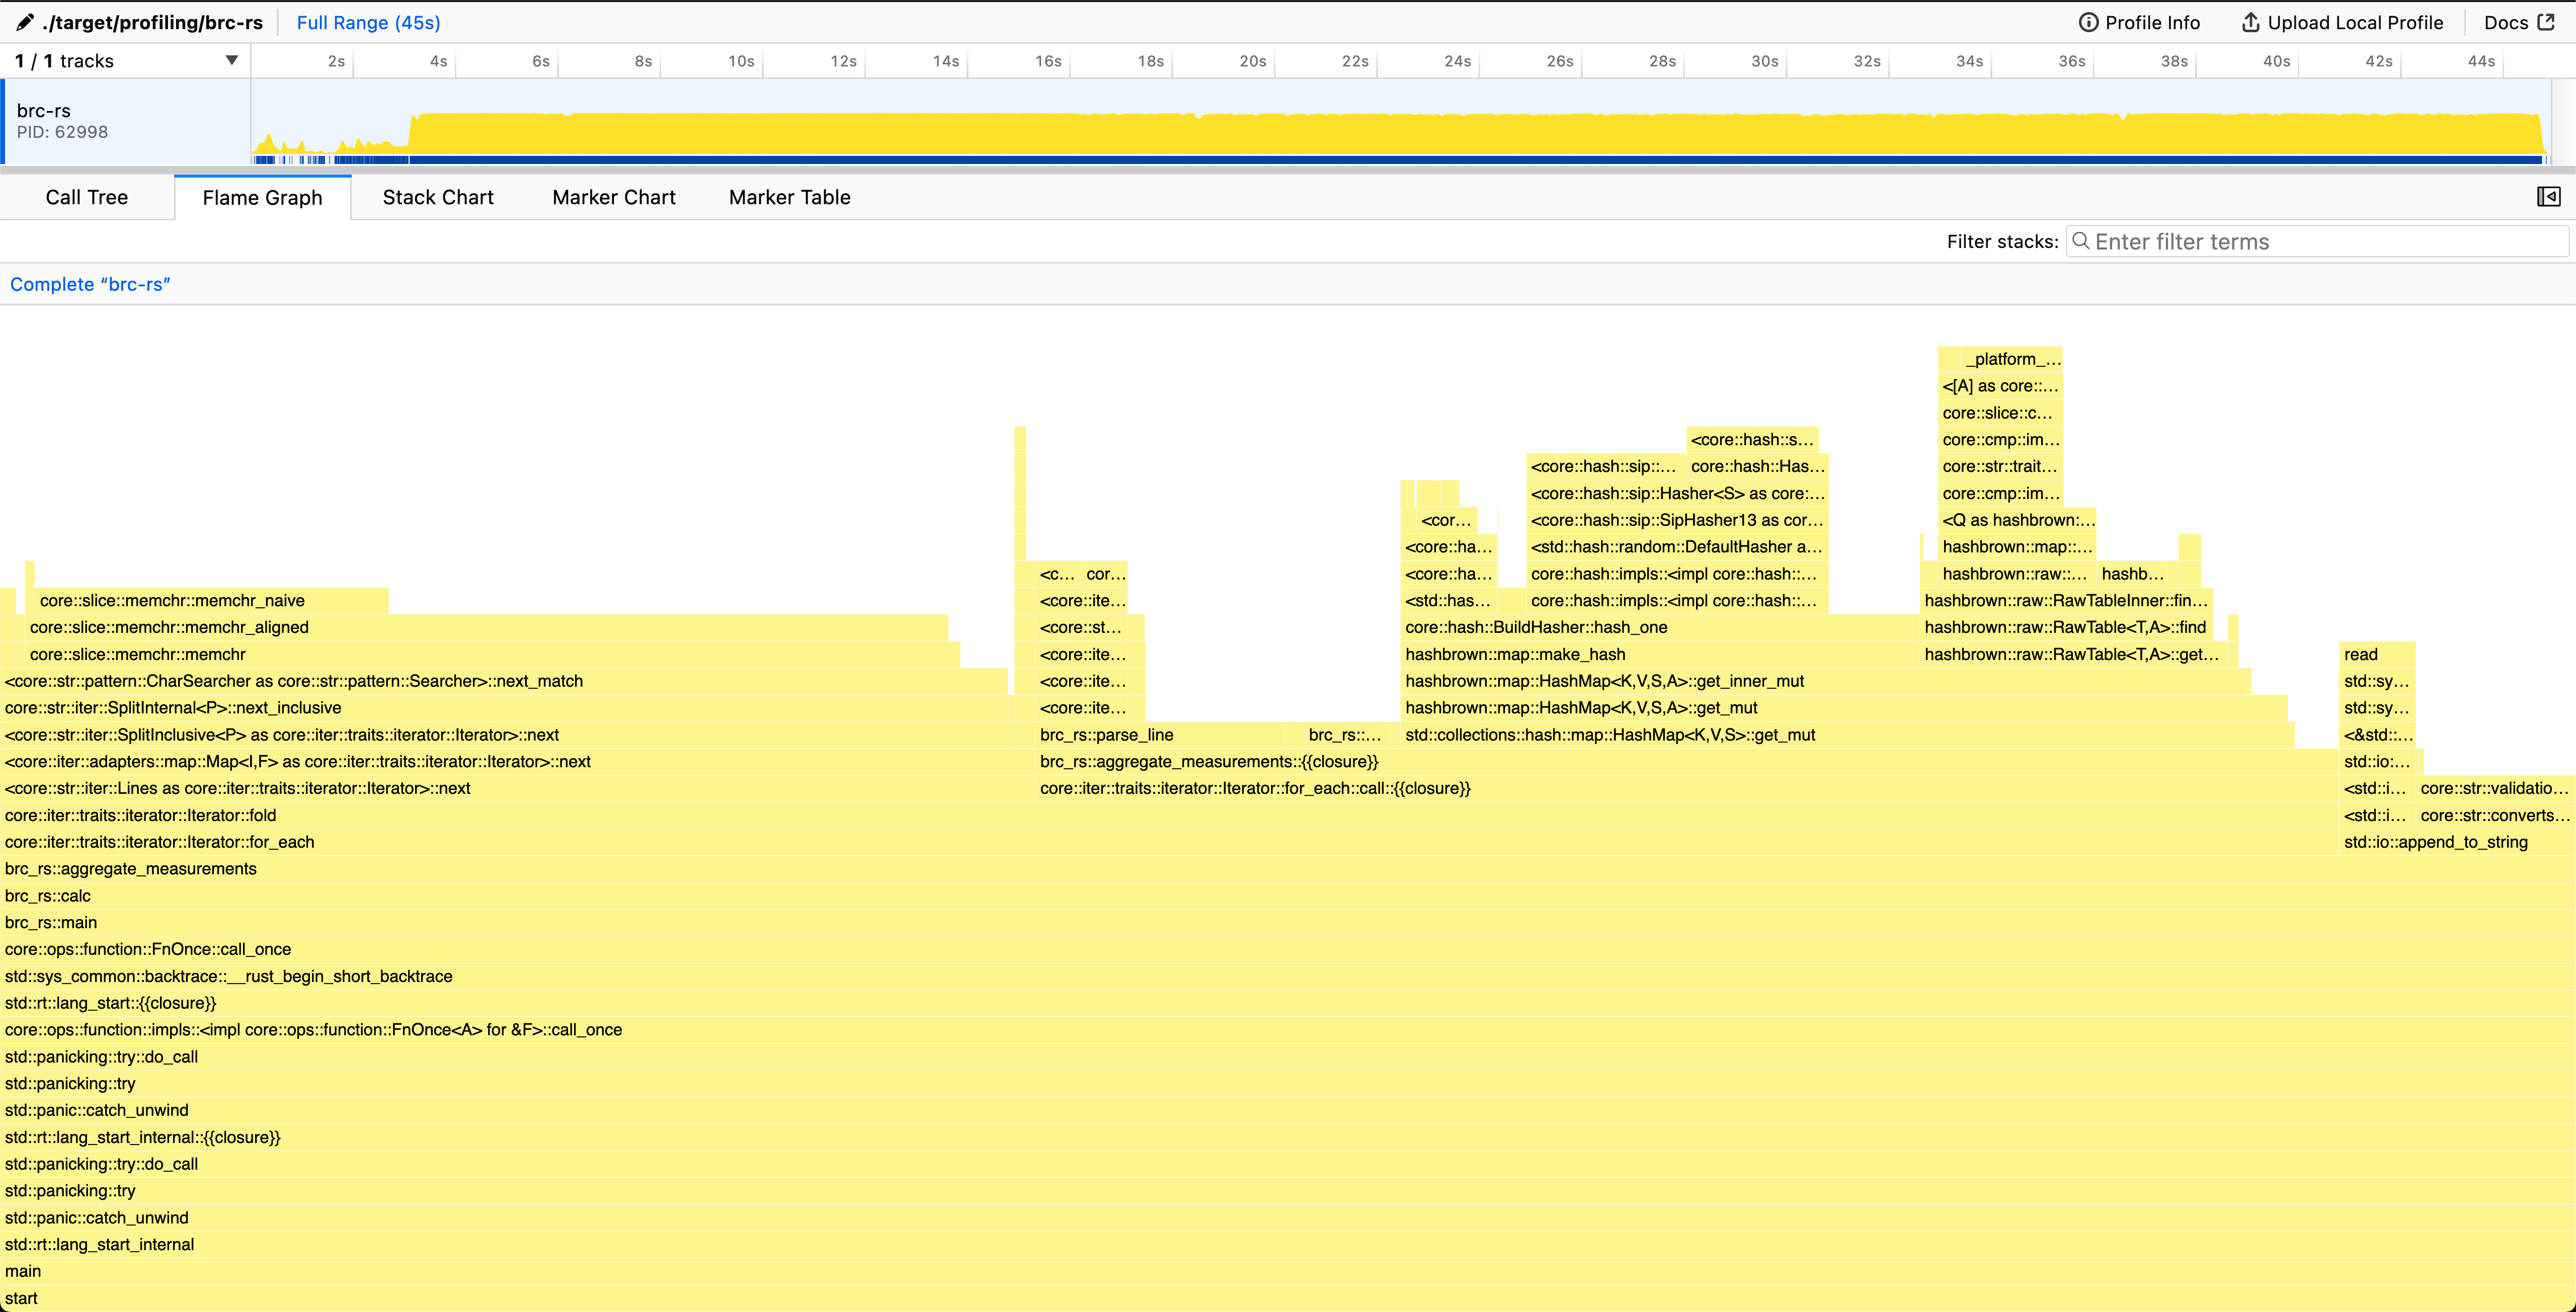 ./target/profiling/brc-rs Full Range (45s) Profile Info Upload Local Profile Docs
1 / 1 tracks 2s 4s 6s 8s 10s 12s 14s 16s 18s 20s 22s 24s 26s 28s 30s 32s 34s 36s 38s 40s 42s 44s
brc-rs
PID: 62998
Call Tree Flame Graph Stack Chart Marker Chart Marker Table
Filter stacks: Enter filter terms
Complete “brc-rs”
_platform_…
<[A] as core::…
core::slice::c…
<core::hash::s… core::cmp::im…
<core::hash::sip::… core::hash::Has… core::str::trait…
<core::hash::sip::Hasher<S> as core:… core::cmp::im…
<cor… <core::hash::sip::SipHasher13 as cor… <Q as hashbrown:…
<core::ha… <std::hash::random::DefaultHasher a… hashbrown::map::…
<c… cor… <core::ha… core::hash::impls::<impl core::hash::… hashbrown::raw::… hashb…
core::slice::memchr::memchr_naive <core::ite… <std::has… core::hash::impls::<impl core::hash::… hashbrown::raw::RawTableInner::fin…
core::slice::memchr::memchr_aligned <core::st… core::hash::BuildHasher::hash_one hashbrown::raw::RawTable<T,A>::find
core::slice::memchr::memchr <core::ite… hashbrown::map::make_hash hashbrown::raw::RawTable<T,A>::get… read
<core::str::pattern::CharSearcher as core::str::pattern::Searcher>::next_match <core::ite… hashbrown::map::HashMap<K,V,S,A>::get_inner_mut std::sy…
core::str::iter::SplitInternal<P>::next_inclusive <core::ite… hashbrown::map::HashMap<K,V,S,A>::get_mut std::sy…
<core::str::iter::SplitInclusive<P> as core::iter::traits::iterator::Iterator>::next brc_rs::parse_line brc_rs::… std::collections::hash::map::HashMap<K,V,S>::get_mut <&std::…
<core::iter::adapters::map::Map<I,F> as core::iter::traits::iterator::Iterator>::next brc_rs::aggregate_measurements::{{closure}} std::io:…
<core::str::iter::Lines as core::iter::traits::iterator::Iterator>::next core::iter::traits::iterator::Iterator::for_each::call::{{closure}} <std::i… core::str::validatio…
core::iter::traits::iterator::Iterator::fold <std::i… core::str::converts…
core::iter::traits::iterator::Iterator::for_each std::io::append_to_string
brc_rs::aggregate_measurements
brc_rs::calc
brc_rs::main
core::ops::function::FnOnce::call_once
std::sys_common::backtrace::__rust_begin_short_backtrace
std::rt::lang_start::{{closure}}
core::ops::function::impls::<impl core::ops::function::FnOnce<A> for &F>::call_once
std::panicking::try::do_call
std::panicking::try
std::panic::catch_unwind
std::rt::lang_start_internal::{{closure}}
std::panicking::try::do_call
std::panicking::try
std::panic::catch_unwind
std::rt::lang_start_internal
main
start